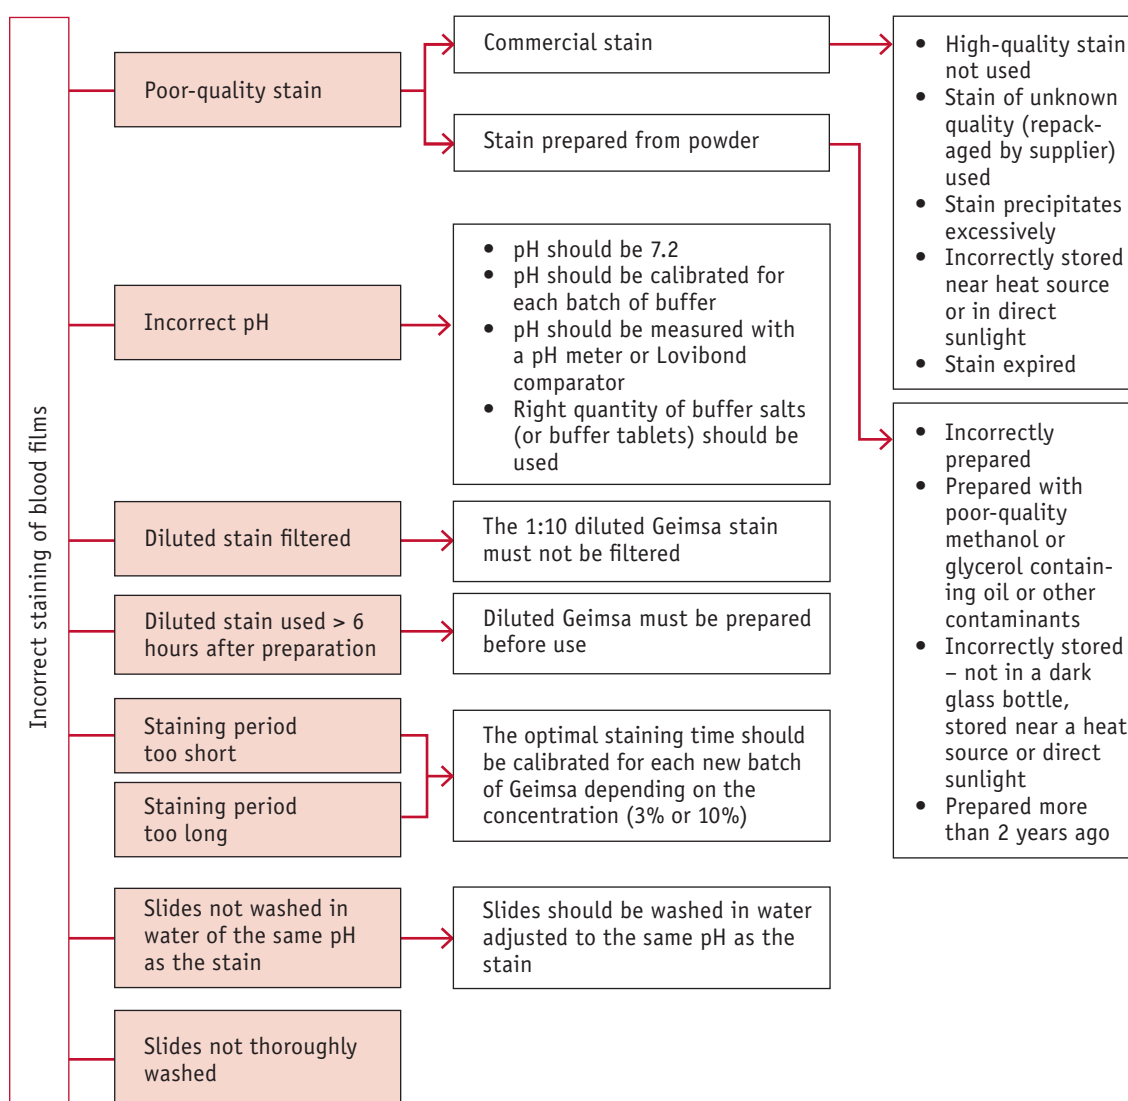 Incorrect staining of blood films
Poor-quality stain
Commercial stain
Stain prepared from powder
• High-quality stain
not used
• Stain of unknown
quality (repack-
aged by supplier)
used
• Stain precipitates
excessively
• Incorrectly stored
near heat source
or in direct
sunlight
• Stain expired
• Incorrectly
prepared
• Prepared with
poor-quality
methanol or
glycerol contain-
ing oil or other
contaminants
• Incorrectly stored
– not in a dark
glass bottle,
stored near a heat
source or direct
sunlight
• Prepared more
than 2 years ago
Incorrect pH
• pH should be 7.2
• pH should be calibrated for
each batch of buffer
• pH should be measured with
a pH meter or Lovibond
comparator
• Right quantity of buffer salts
(or buffer tablets) should be
used
Diluted stain filtered
The 1:10 diluted Geimsa stain
must not be filtered
Diluted stain used > 6
hours after preparation
Diluted Geimsa must be prepared
before use
Staining period
too short
Staining period
too long
The optimal staining time should
be calibrated for each new batch
of Geimsa depending on the
concentration (3% or 10%)
Slides not washed in
water of the same pH
as the stain
Slides should be washed in water
adjusted to the same pH as the
stain
Slides not thoroughly
washed